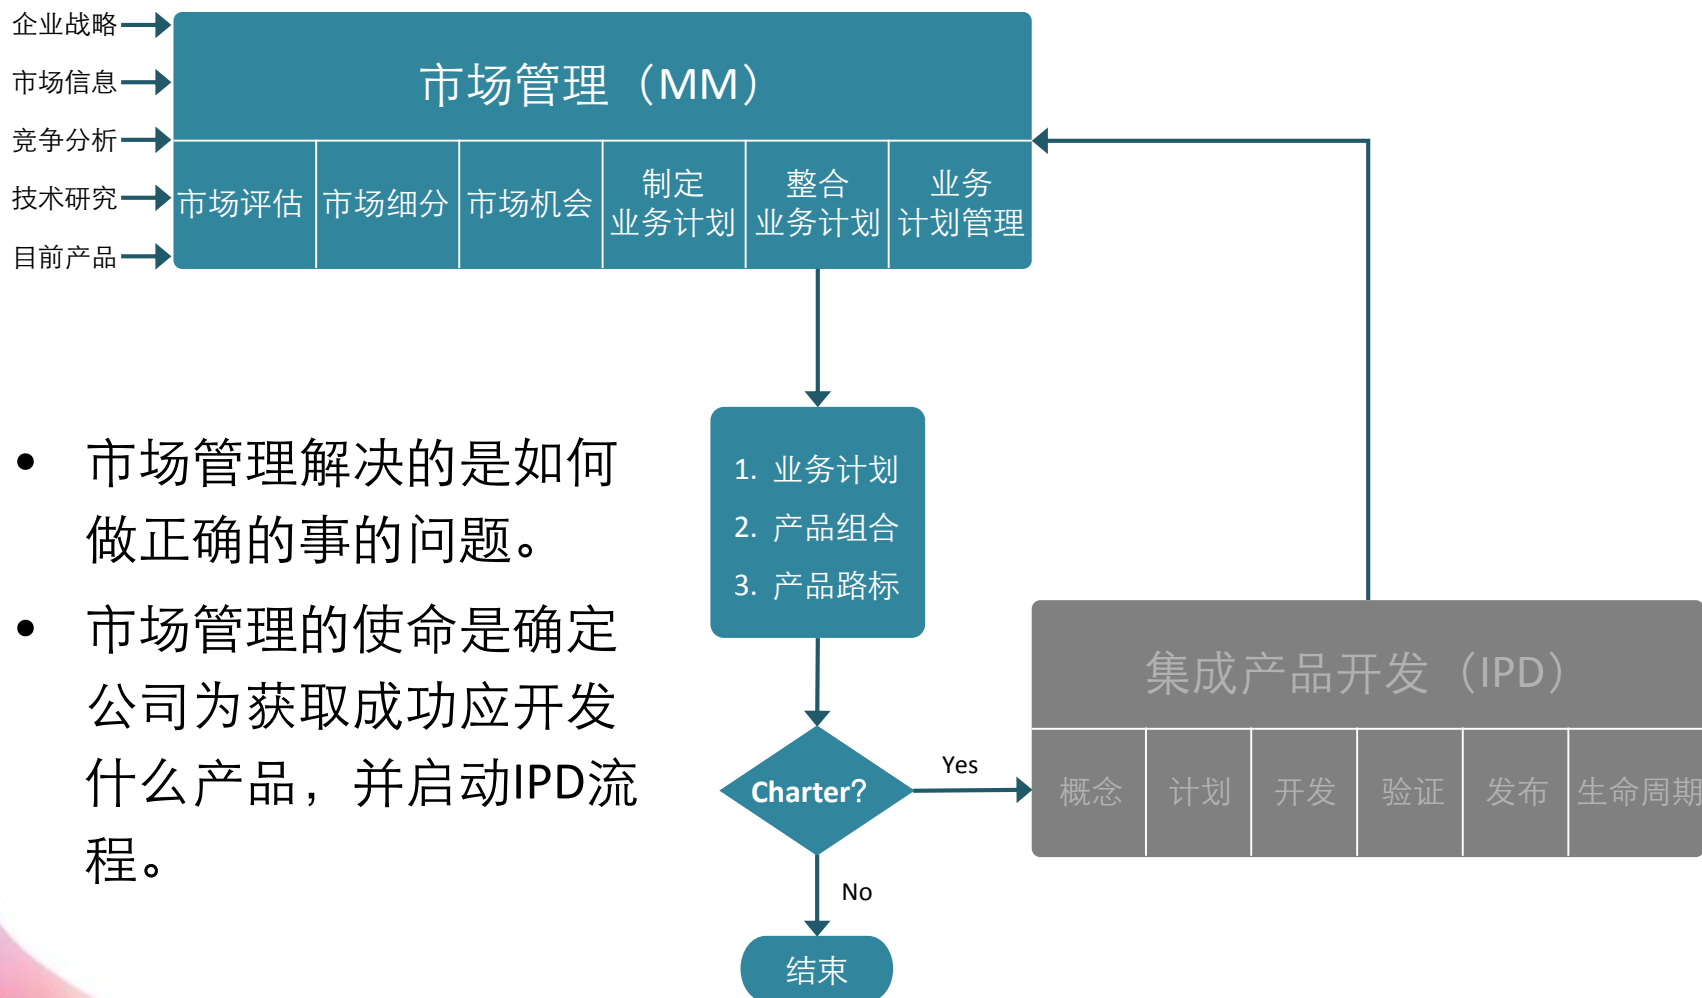 企业战略
市场信息
竞争分析
技术研究
目前产品
市场管理（MM）
市场评估
市场细分
市场机会
制定
业务计划
整合
业务计划
业务
计划管理
• 市场管理解决的是如何
做正确的事的问题。
• 市场管理的使命是确定
公司为获取成功应开发
什么产品，并启动IPD流
程。
1. 业务计划
2. 产品组合
3. 产品路标
Charter?
Yes
No
结束
集成产品开发（IPD）
概念
计划
开发
验证
发布
生命周期